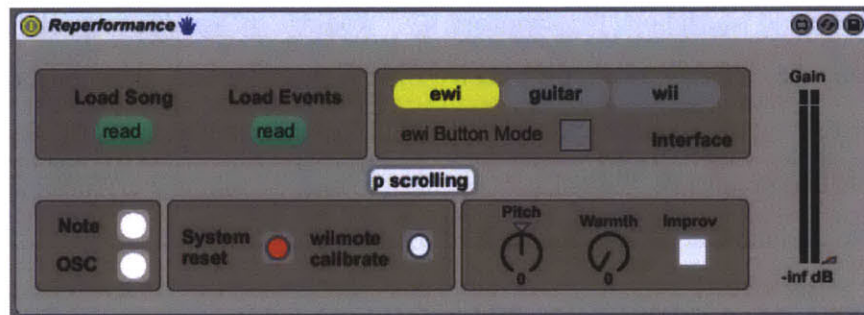 Reperformance
Load Song
Load Events
read
read
ewi
guitar
wii
ewi Button Mode
Interface
Gain
p scrolling
Note
OSC
System
reset
wiimote
calibrate
Pitch
0
Warmth
0
Improv
-inf dB